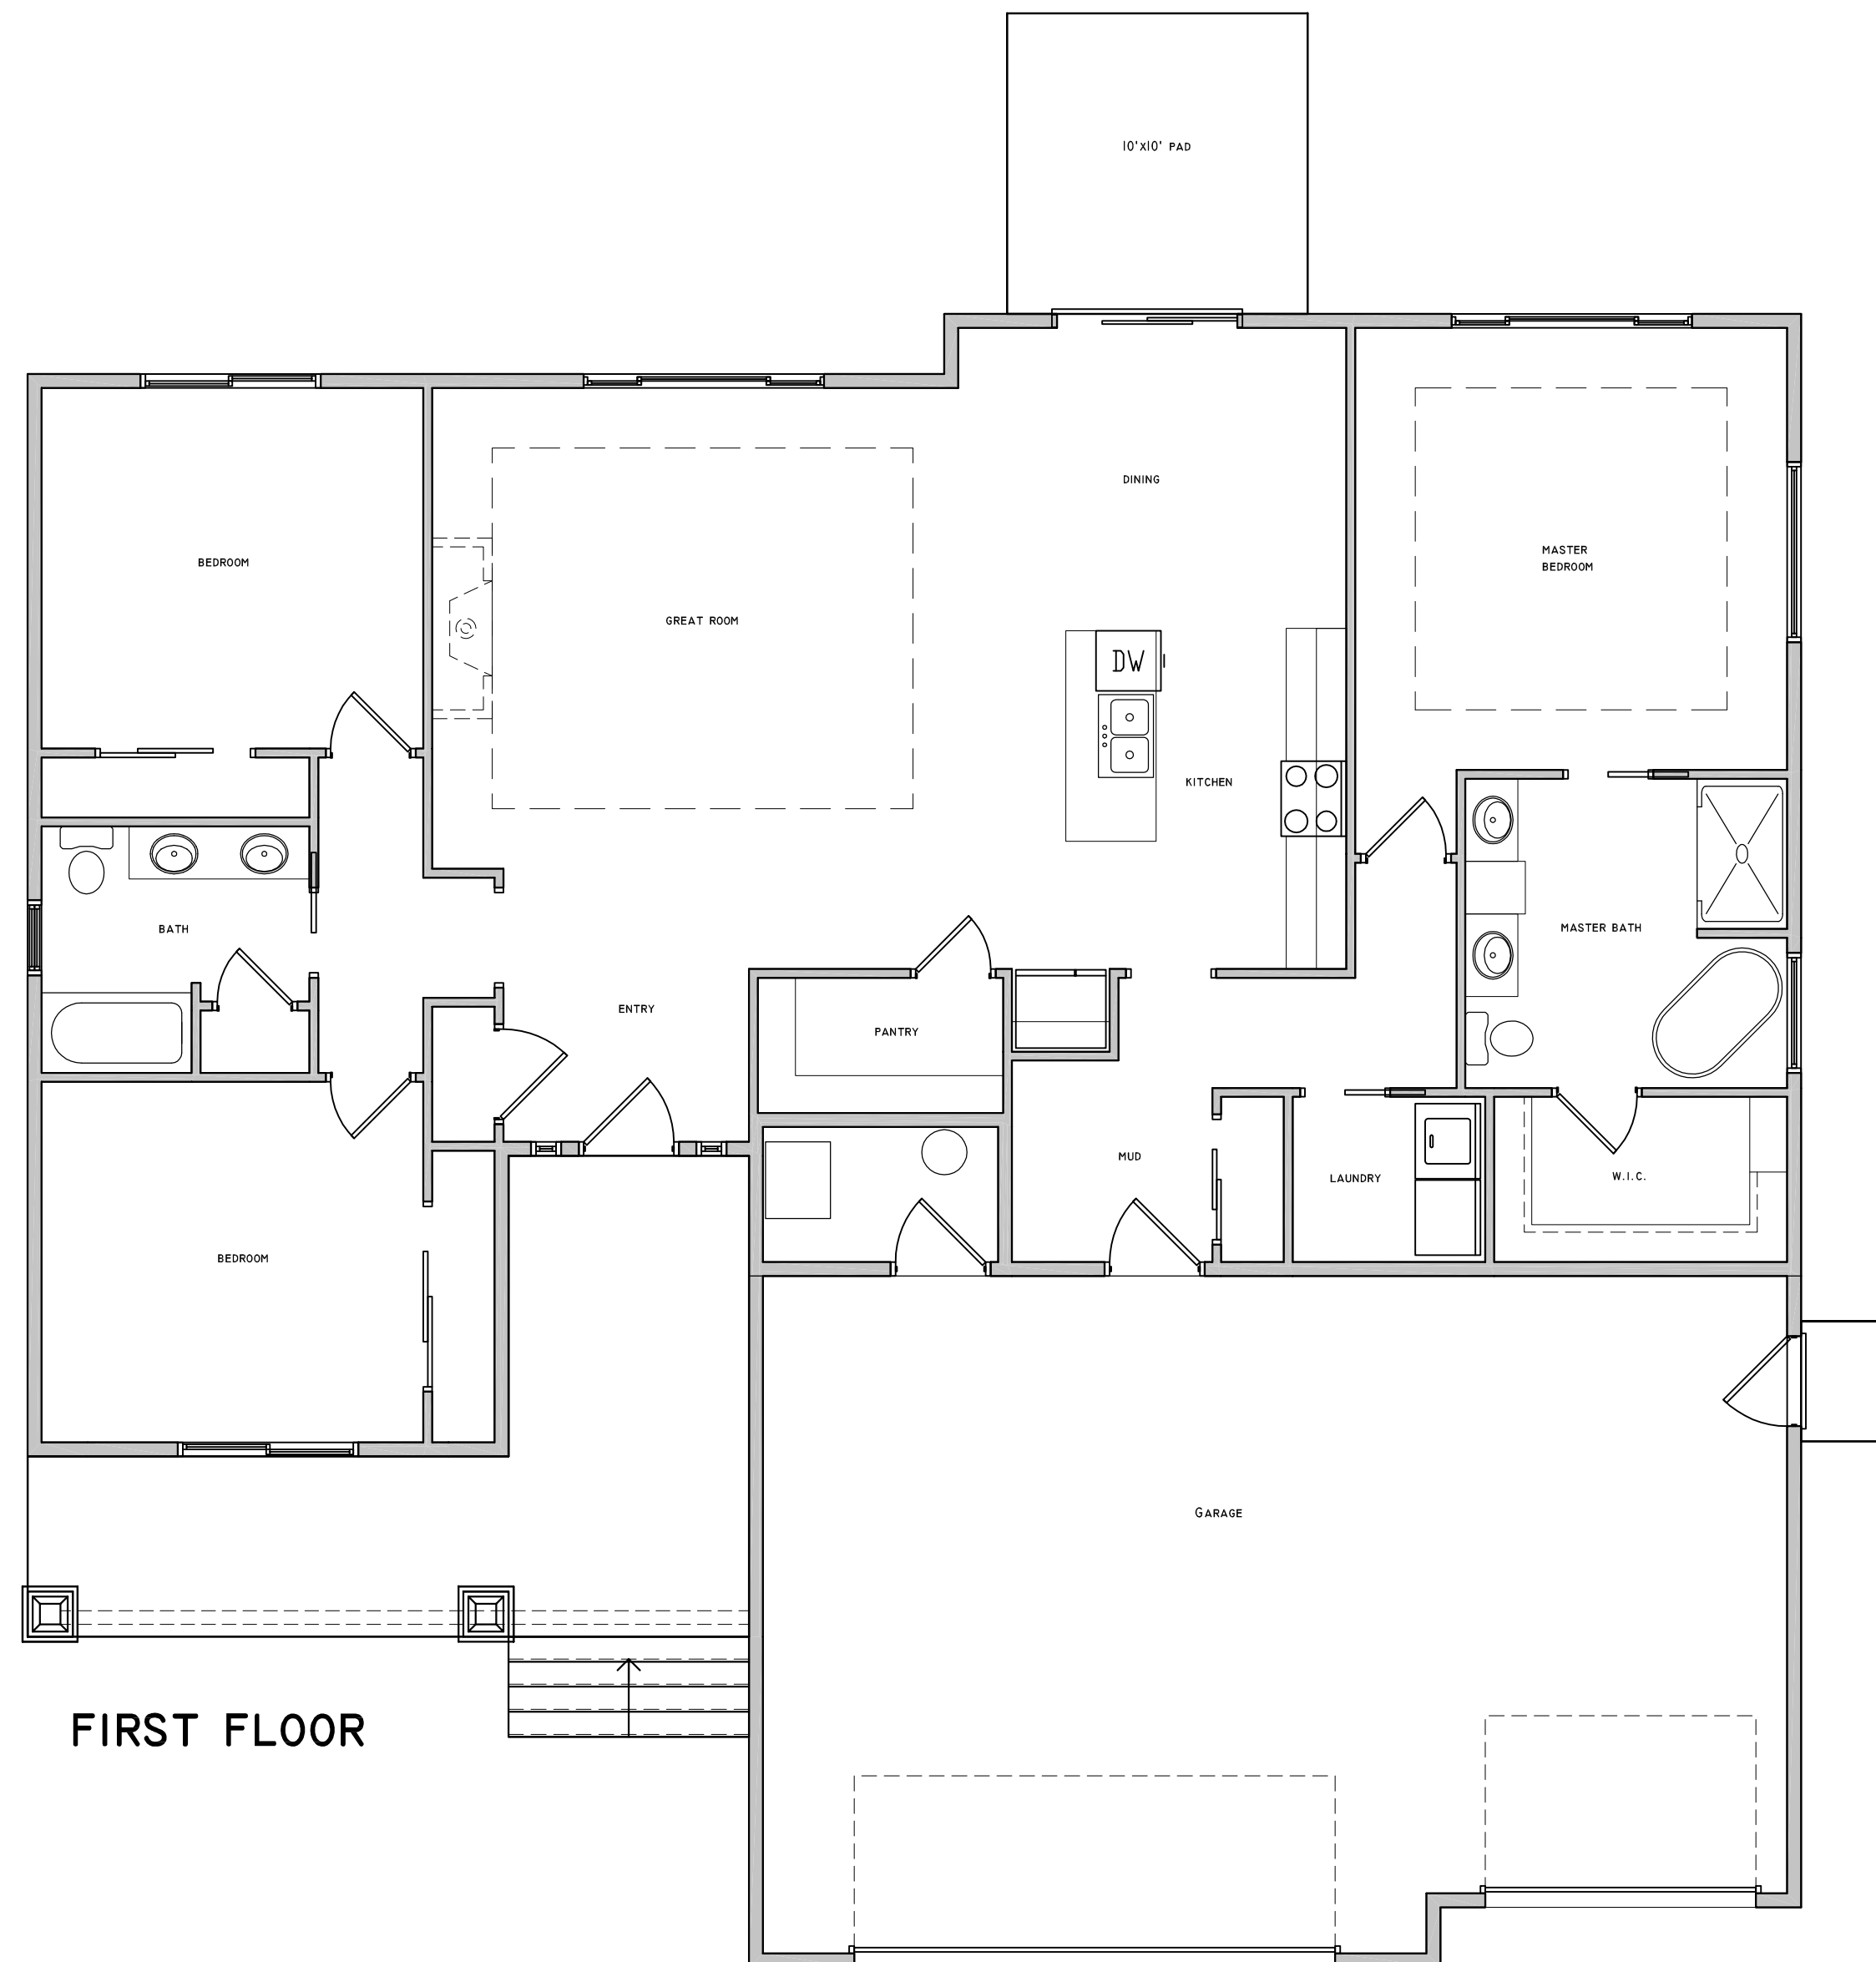 10'X10' PAD
DINING
MASTER
BEDROOM
BEDROOM
GREAT ROOM
DW
KITCHEN
BATH
MASTER BATH
ENTRY
PANTRY
MUD
LAUNDRY
W.I.C.
BEDROOM
GARAGE
FIRST FLOOR